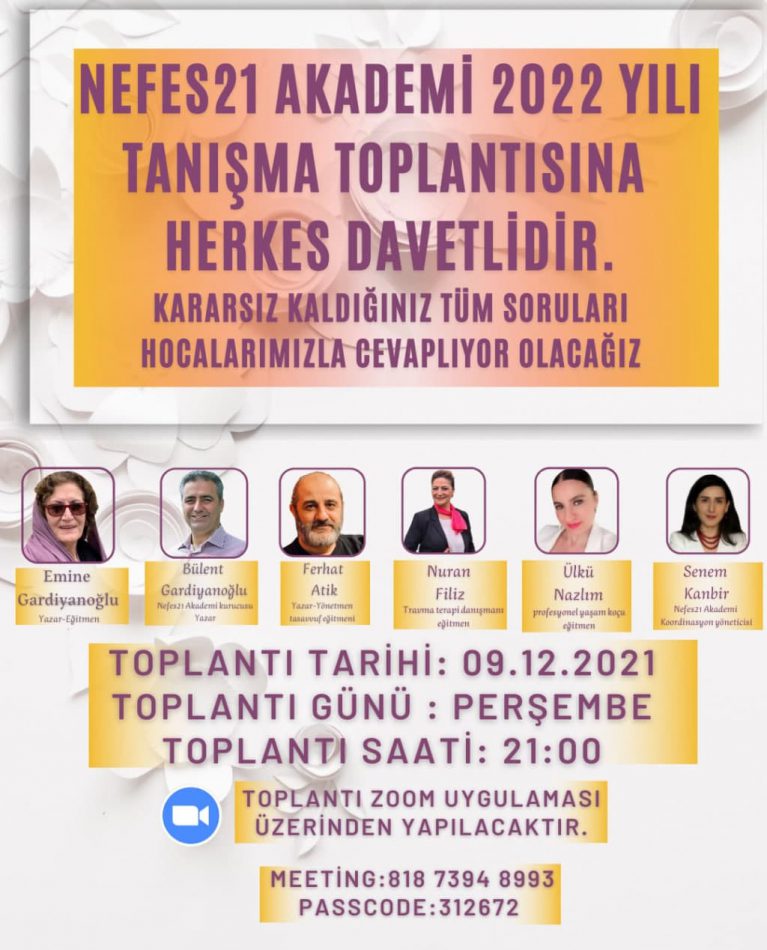 NEFES21 AKADEMİ 2022 YILI
TANIŞMA TOPLANTISINA
HERKES DAVETLİDİR.
KARARSIZ KALDIĞINIZ TÜM SORULARI
HOCALARIMIZLA CEVAPLIYOR OLACAĞIZ
Emine
Gardiyanoğlu
Yazar-Eğitmen
Bülent
Gardiyanoğlu
Nefes21 Akademi kurucusu
Yazar
Ferhat
Atik
Yazar-Yönetmen
tasavvuf eğitmeni
Nuran
Filiz
Travma terapi danışmanı
eğitmen
Ülkü
Nazlım
profesyonel yaşam koçu
eğitmen
Senem
Kanbir
Nefes21 Akademi
Koordinasyon yöneticisi
TOPLANTI TARİHİ: 09.12.2021
TOPLANTI GÜNÜ : PERŞEMBE
TOPLANTI SAATİ: 21:00
TOPLANTI ZOOM UYGULAMASI
ÜZERİNDEN YAPILACAKTIR.
MEETİNG:818 7394 8993
PASSCODE:312672